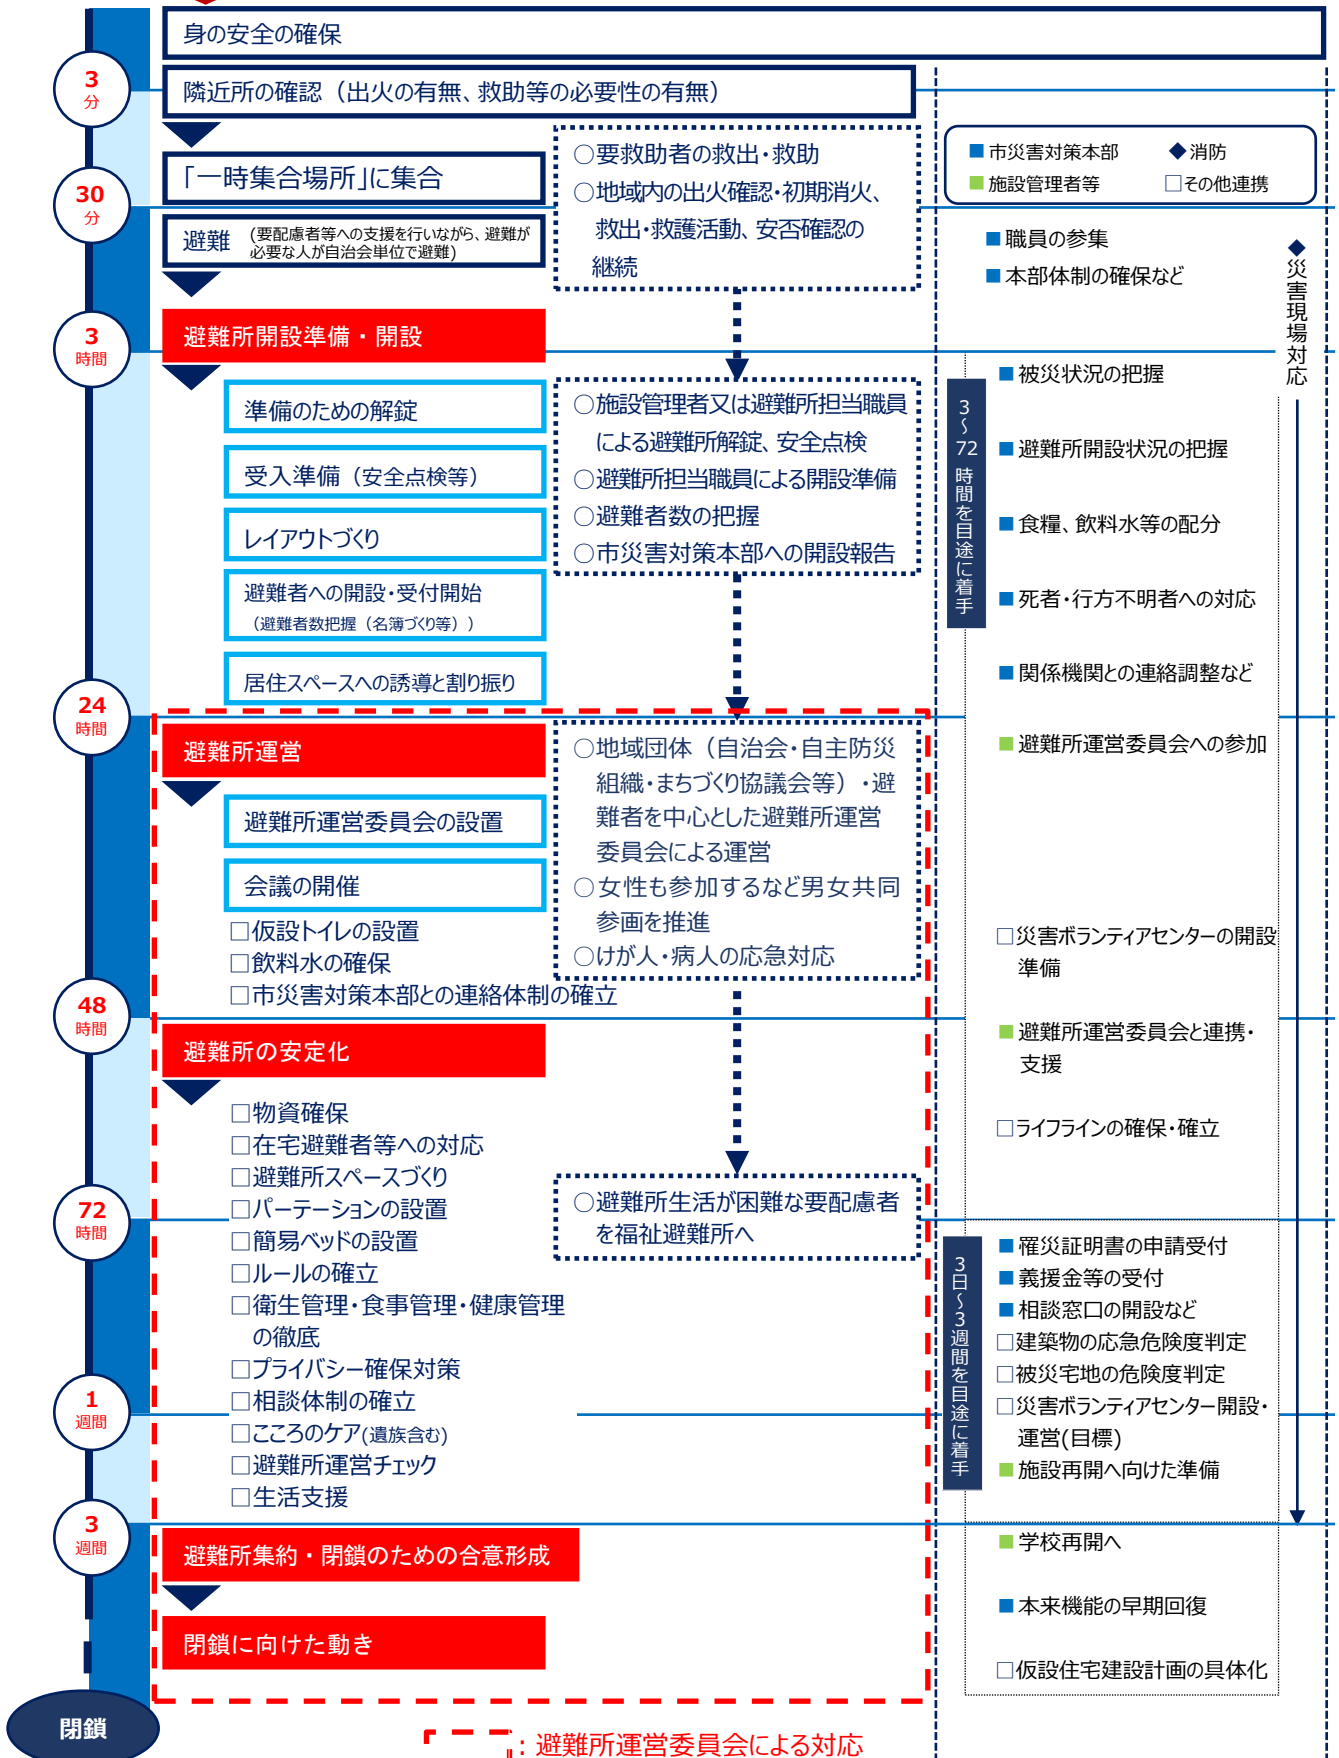 身の安全の確保
3
分
隣近所の確認（出火の有無、救助等の必要性の有無）
「一時集合場所」に集合
30
分
避難 (要配慮者等への支援を行いながら、避難が
必要な人が自治会単位で避難)
○要救助者の救出・救助
○地域内の出火確認・初期消火、
救出・救護活動、安否確認の
継続
■市災害対策本部 ◆消防
■施設管理者等 □その他連携
■職員の参集
■本部体制の確保など
◆災害現場対応
3
時間
避難所開設準備・開設
準備のための解錠
受入準備（安全点検等）
レイアウトづくり
避難者への開設・受付開始
（避難者数把握（名簿づくり等））
居住スペースへの誘導と割り振り
○施設管理者又は避難所担当職員
による避難所解錠、安全点検
○避難所担当職員による開設準備
○避難者数の把握
○市災害対策本部への開設報告
3～72時間を目途に着手
■被災状況の把握
■避難所開設状況の把握
■食糧、飲料水等の配分
■死者・行方不明者への対応
■関係機関との連絡調整など
24
時間
避難所運営
避難所運営委員会の設置
会議の開催
□仮設トイレの設置
□飲料水の確保
□市災害対策本部との連絡体制の確立
○地域団体（自治会・自主防災
組織・まちづくり協議会等）・避
難者を中心とした避難所運営
委員会による運営
○女性も参加するなど男女共同
参画を推進
○けが人・病人の応急対応
■避難所運営委員会への参加
□災害ボランティアセンターの開設
準備
48
時間
避難所の安定化
□物資確保
□在宅避難者等への対応
□避難所スペースづくり
□パーテーションの設置
□簡易ベッドの設置
□ルールの確立
□衛生管理・食事管理・健康管理
の徹底
□プライバシー確保対策
□相談体制の確立
□こころのケア(遺族含む)
□避難所運営チェック
□生活支援
■避難所運営委員会と連携・
支援
□ライフラインの確保・確立
72
時間
○避難所生活が困難な要配慮者
を福祉避難所へ
3日～3週間を目途に着手
■罹災証明書の申請受付
■義援金等の受付
■相談窓口の開設など
□建築物の応急危険度判定
□被災宅地の危険度判定
□災害ボランティアセンター開設・
運営(目標)
■施設再開へ向けた準備
1
週間
3
週間
避難所集約・閉鎖のための合意形成
閉鎖に向けた動き
■学校再開へ
■本来機能の早期回復
□仮設住宅建設計画の具体化
閉鎖
：避難所運営委員会による対応